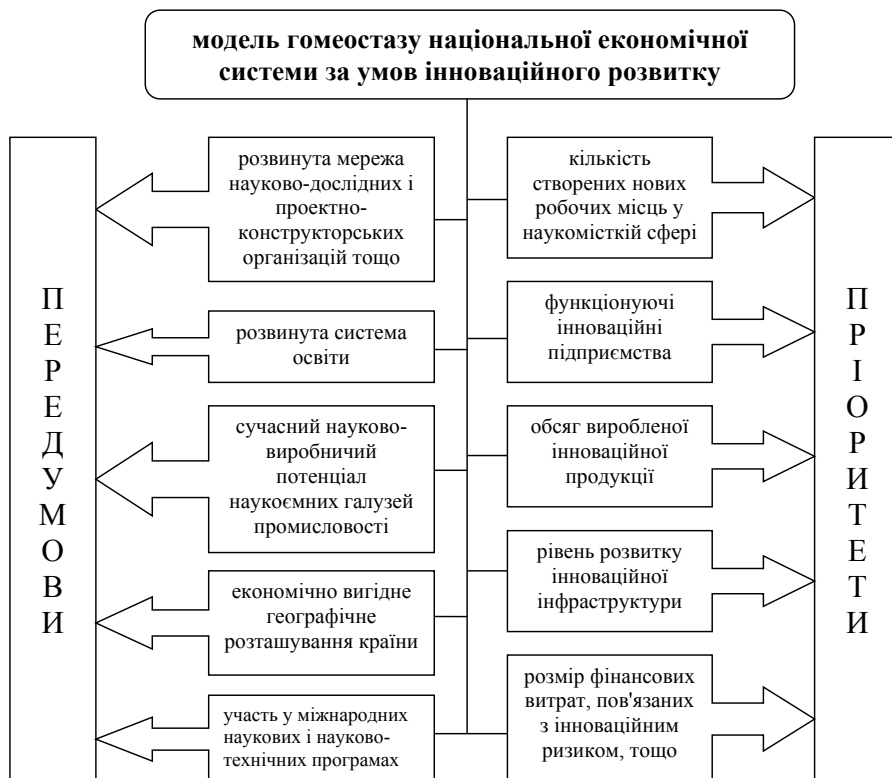 модель гомеостазу національної економічної
системи за умов інноваційного розвитку
ПЕРЕДУМОВИ
розвинута мережа
науково-дослідних і
проектно-
конструкторських
організацій тощо
розвинута система
освіти
сучасний науково-
виробничий
потенціал
наукоємних галузей
промисловості
економічно вигідне
географічне
розташування країни
участь у міжнародних
наукових і науково-
технічних програмах
кількість
створених нових
робочих місць у
наукомісткій сфері
функціонуючі
інноваційні
підприємства
обсяг виробленої
інноваційної
продукції
рівень розвитку
інноваційної
інфраструктури
розмір фінансових
витрат, пов'язаних
з інноваційним
ризиком, тощо
ПРІОРИТЕТИ